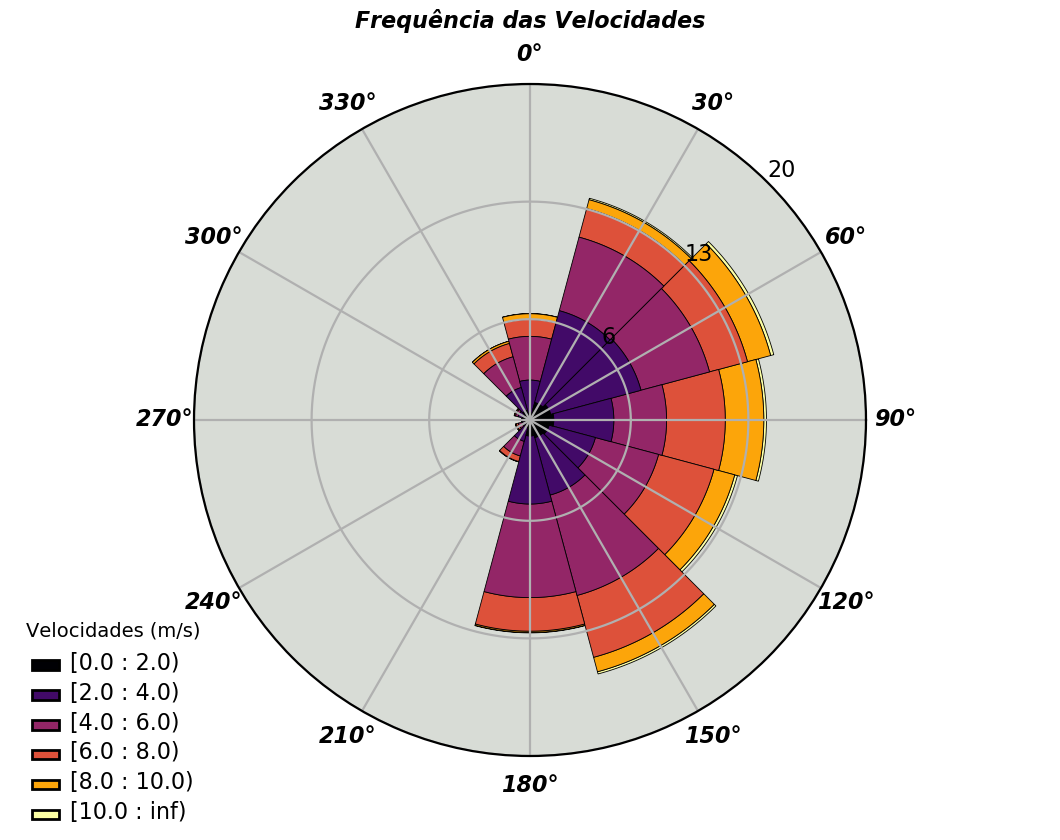 Frequência das Velocidades
0°
330°
30°
20
300°
60°
13
6
270°
90°
240°
120°
210°
150°
180°
Velocidades (m/s)
[0.0 : 2.0)
[2.0 : 4.0)
[4.0 : 6.0)
[6.0 : 8.0)
[8.0 : 10.0)
[10.0 : inf)